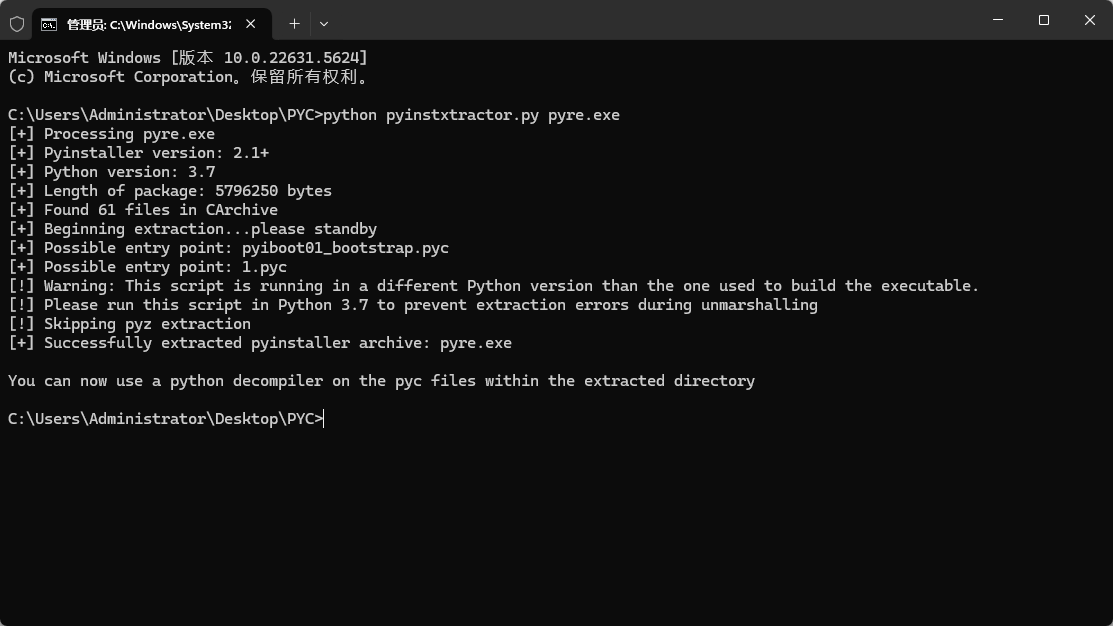 管理员: C:\Windows\System32
Microsoft Windows [版本 10.0.22631.5624]
(c) Microsoft Corporation。保留所有权利。
C:\Users\Administrator\Desktop\PYC>python pyinstxtractor.py pyre.exe
[+] Processing pyre.exe
[+] Pyinstaller version: 2.1+
[+] Python version: 3.7
[+] Length of package: 5796250 bytes
[+] Found 61 files in CArchive
[+] Beginning extraction...please standby
[+] Possible entry point: pyiboot01_bootstrap.pyc
[+] Possible entry point: 1.pyc
[!] Warning: This script is running in a different Python version than the one used to build the executable.
[!] Please run this script in Python 3.7 to prevent extraction errors during unmarshalling
[!] Skipping pyz extraction
[+] Successfully extracted pyinstaller archive: pyre.exe
You can now use a python decompiler on the pyc files within the extracted directory
C:\Users\Administrator\Desktop\PYC>